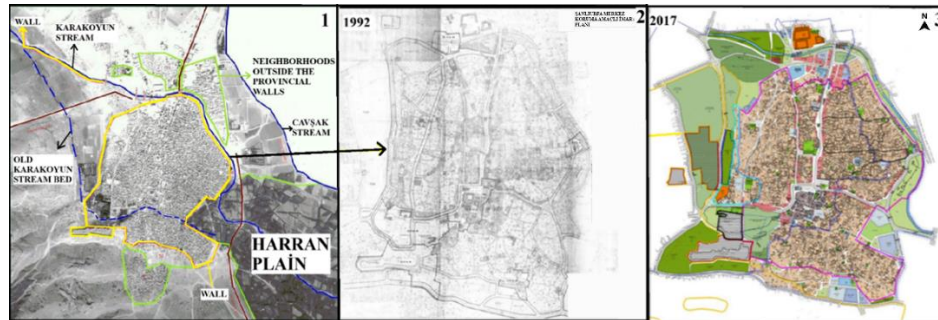 WALL
KARAKOYUN
STREAM
1
NEIGHBORHOODS
OUTSIDE THE
PROVINCIAL
WALLS
CAVŞAK
STREAM
OLD
KARAKOYUN
STREAM BED
HARRAN
PLAİN
WALL
1992
ŞANLIURFA MERKEZ
KORUMA AMAÇLI İMAR
PLANI
2
2017
N
3